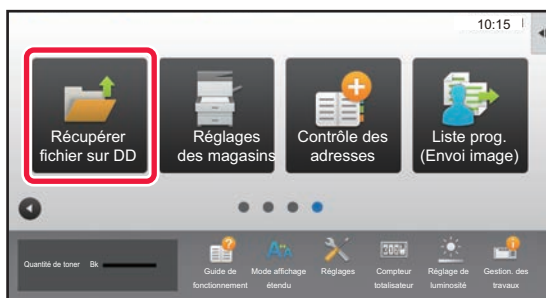 10:15
Récupérer
fichier sur DD
Réglages
des magasins
Contrôle des
adresses
Liste prog.
(Envoi image)
Quantité de toner Bk
Guide de
fonctionnement
Mode affichage
étendu
Réglages
Compteur
totalisateur
Réglage de
luminosité
Gestion. des
travaux